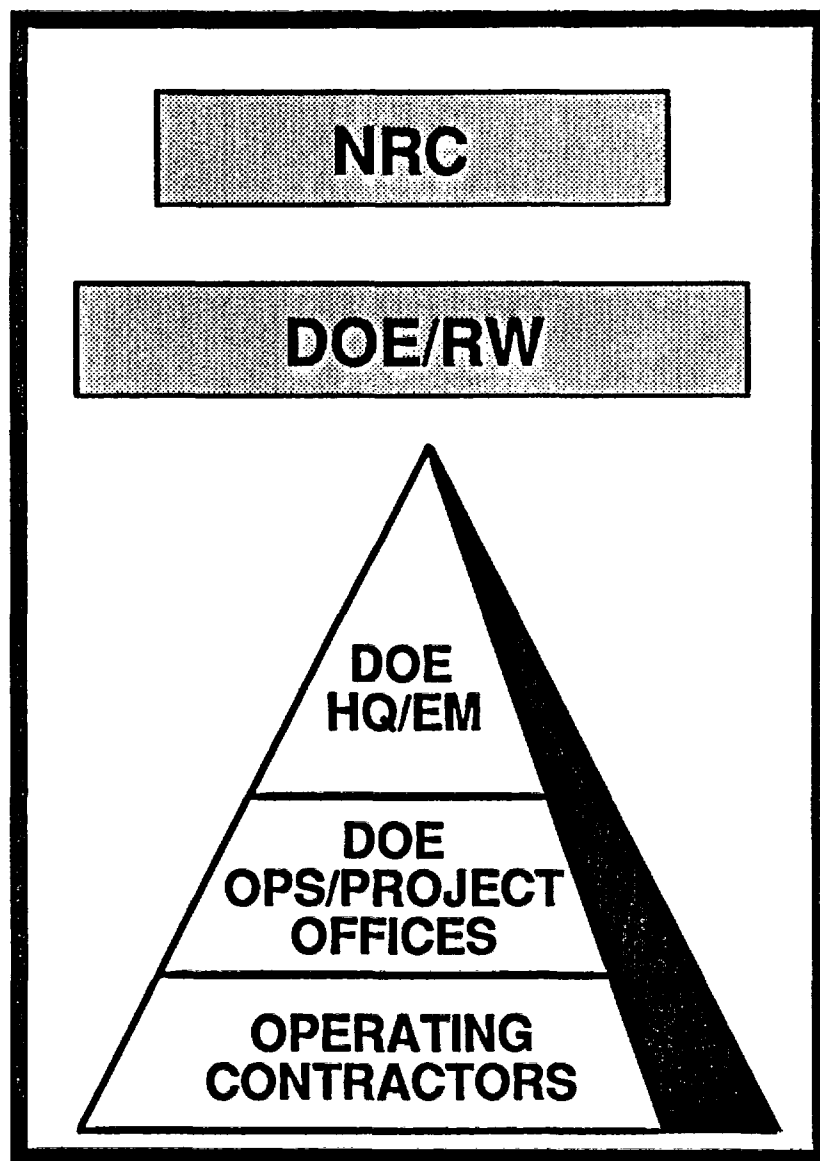 NRC
DOE/RW
DOE
HQ/EM
DOE
OPS/PROJECT
OFFICES
OPERATING
CONTRACTORS